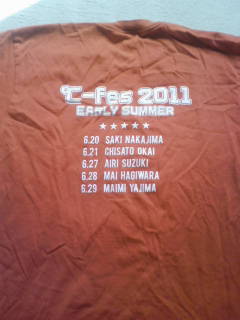 ℃-fes 2011
EARLY SUMMER
★★★★★
6.20 SAKI NAKAJIMA
6.21 CHISATO OKAI
6.27 AIRI SUZUKI
6.28 MAI HAGIWARA
6.29 MAIMI YAJIMA